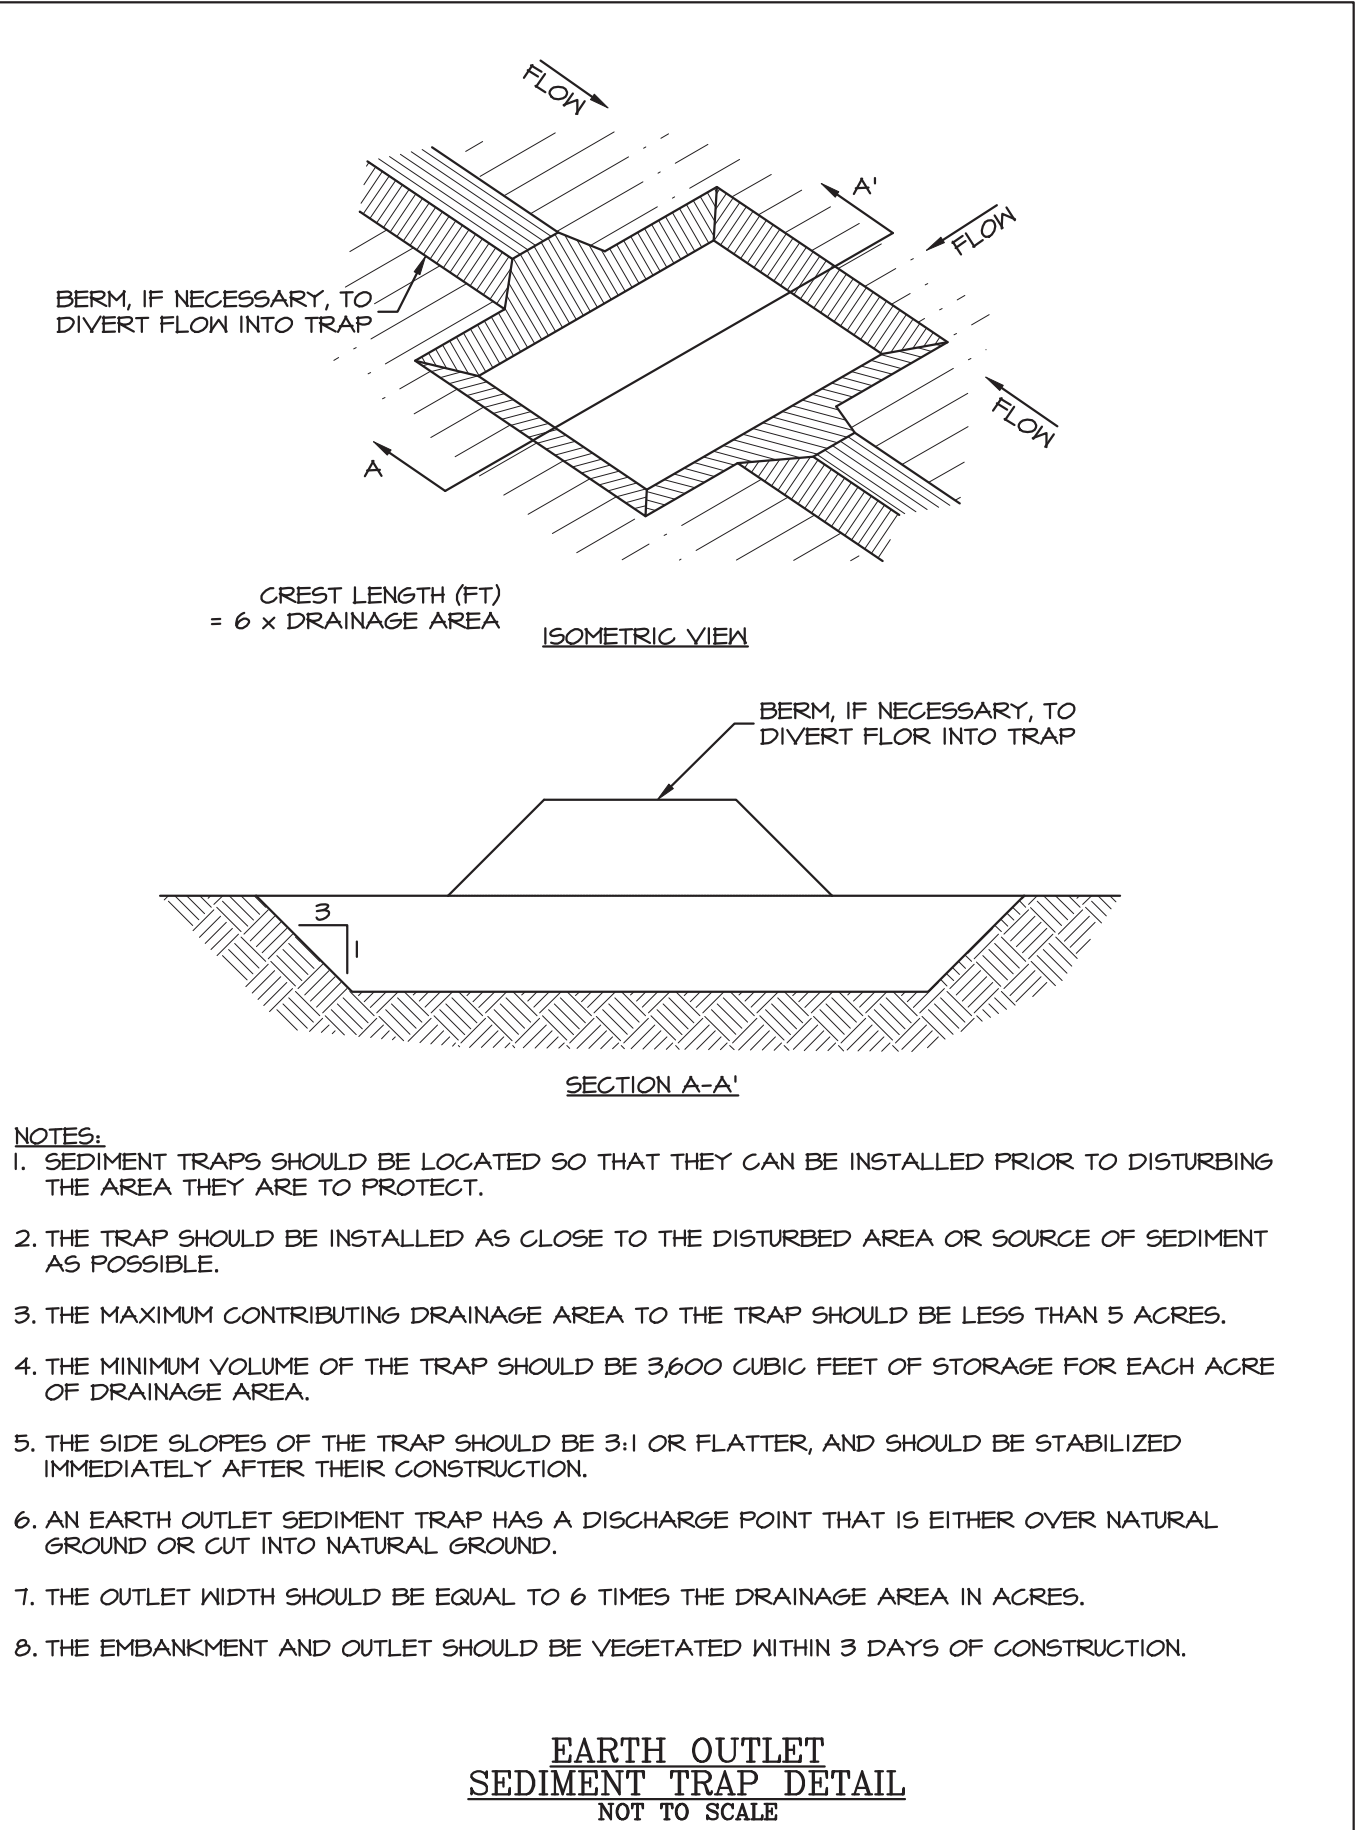 FLOW
A'
FLOW
BERM, IF NECESSARY, TO
DIVERT FLOW INTO TRAP
FLOW
A
CREST LENGTH (FT)
= 6 x DRAINAGE AREA
ISOMETRIC VIEW
BERM, IF NECESSARY, TO
DIVERT FLOR INTO TRAP
3
1
SECTION A-A'
NOTES:
1. SEDIMENT TRAPS SHOULD BE LOCATED SO THAT THEY CAN BE INSTALLED PRIOR TO DISTURBING
THE AREA THEY ARE TO PROTECT.
2. THE TRAP SHOULD BE INSTALLED AS CLOSE TO THE DISTURBED AREA OR SOURCE OF SEDIMENT
AS POSSIBLE.
3. THE MAXIMUM CONTRIBUTING DRAINAGE AREA TO THE TRAP SHOULD BE LESS THAN 5 ACRES.
4. THE MINIMUM VOLUME OF THE TRAP SHOULD BE 3,600 CUBIC FEET OF STORAGE FOR EACH ACRE
OF DRAINAGE AREA.
5. THE SIDE SLOPES OF THE TRAP SHOULD BE 3:1 OR FLATTER, AND SHOULD BE STABILIZED
IMMEDIATELY AFTER THEIR CONSTRUCTION.
6. AN EARTH OUTLET SEDIMENT TRAP HAS A DISCHARGE POINT THAT IS EITHER OVER NATURAL
GROUND OR CUT INTO NATURAL GROUND.
7. THE OUTLET WIDTH SHOULD BE EQUAL TO 6 TIMES THE DRAINAGE AREA IN ACRES.
8. THE EMBANKMENT AND OUTLET SHOULD BE VEGETATED WITHIN 3 DAYS OF CONSTRUCTION.
EARTH OUTLET
SEDIMENT TRAP DETAIL
NOT TO SCALE